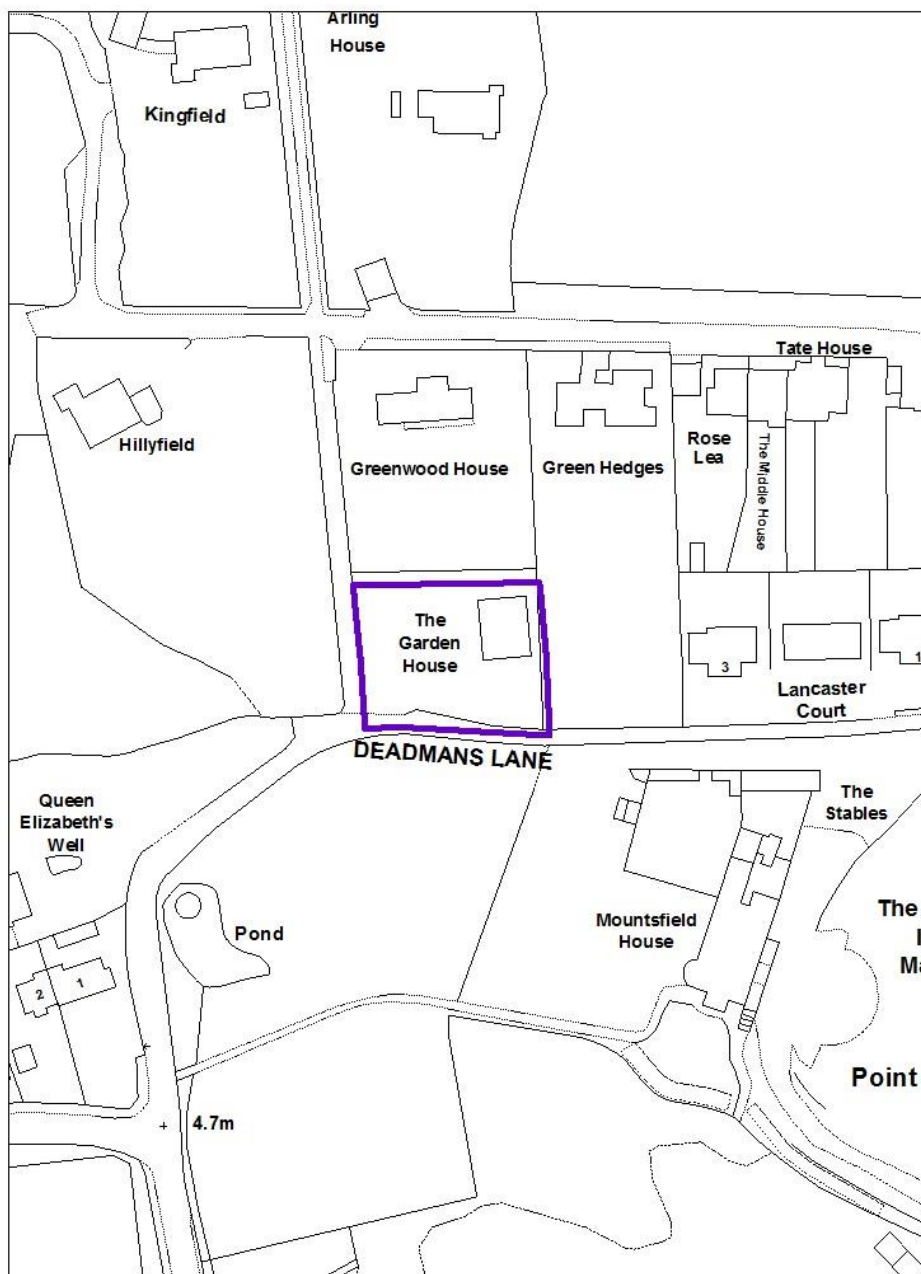 Arling
House
Kingfield
Tate House
Hillyfield
Greenwood House
Green Hedges
Rose
Lea
The Middle House
The
Garden
House
3
1
Lancaster
Court
DEADMANS LANE
Queen
Elizabeth's
Well
The
Stables
Mountsfield
House
The
Pond
2
1
Point
4.7m